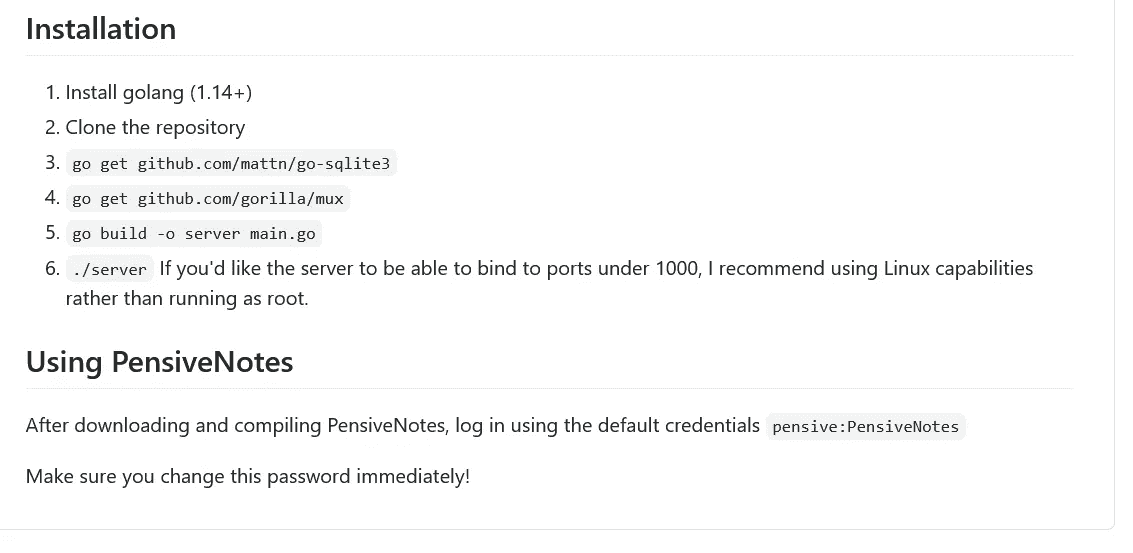 Installation
1. Install golang (1.14+)
2. Clone the repository
3. go get github.com/mattn/go-sqlite3
4. go get github.com/gorilla/mux
5. go build -o server main.go
6. ./server If you'd like the server to be able to bind to ports under 1000, I recommend using Linux capabilities
rather than running as root.
Using PensiveNotes
After downloading and compiling PensiveNotes, log in using the default credentials pensive:PensiveNotes
Make sure you change this password immediately!